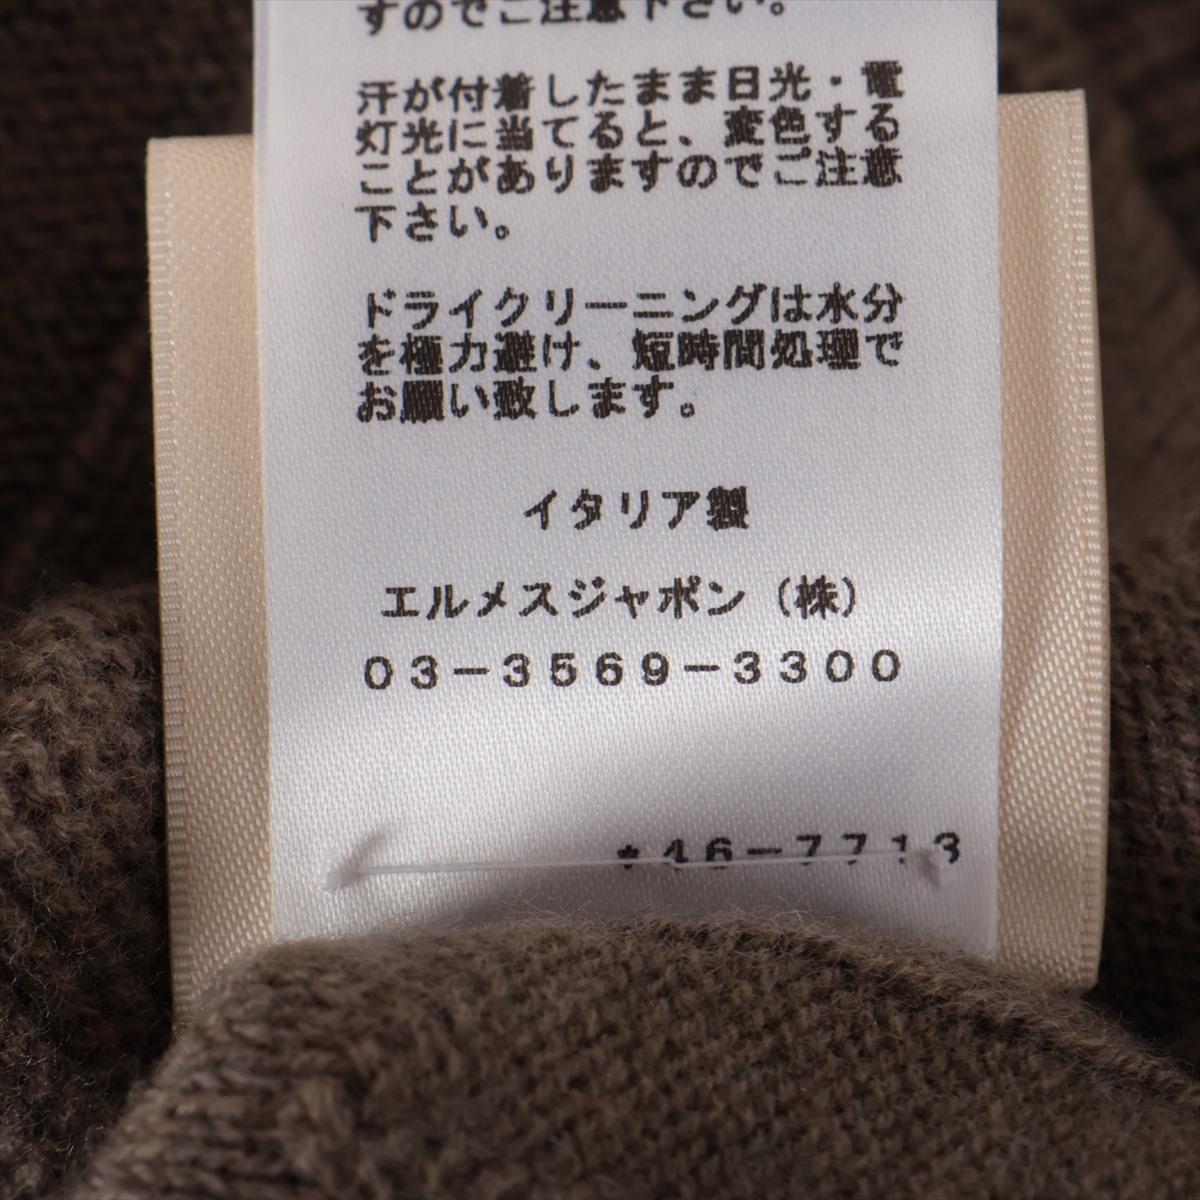 すのでご注意下さい。
汗が付着したまま日光・電
灯光に当てると、変色する
ことがありますのでご注意
下さい。
ドライクリーニングは水分
を極力避け、短時間処理で
お願い致します。
イタリア製
エルメスジャポン（株）
03-3569-3300
*46-7713